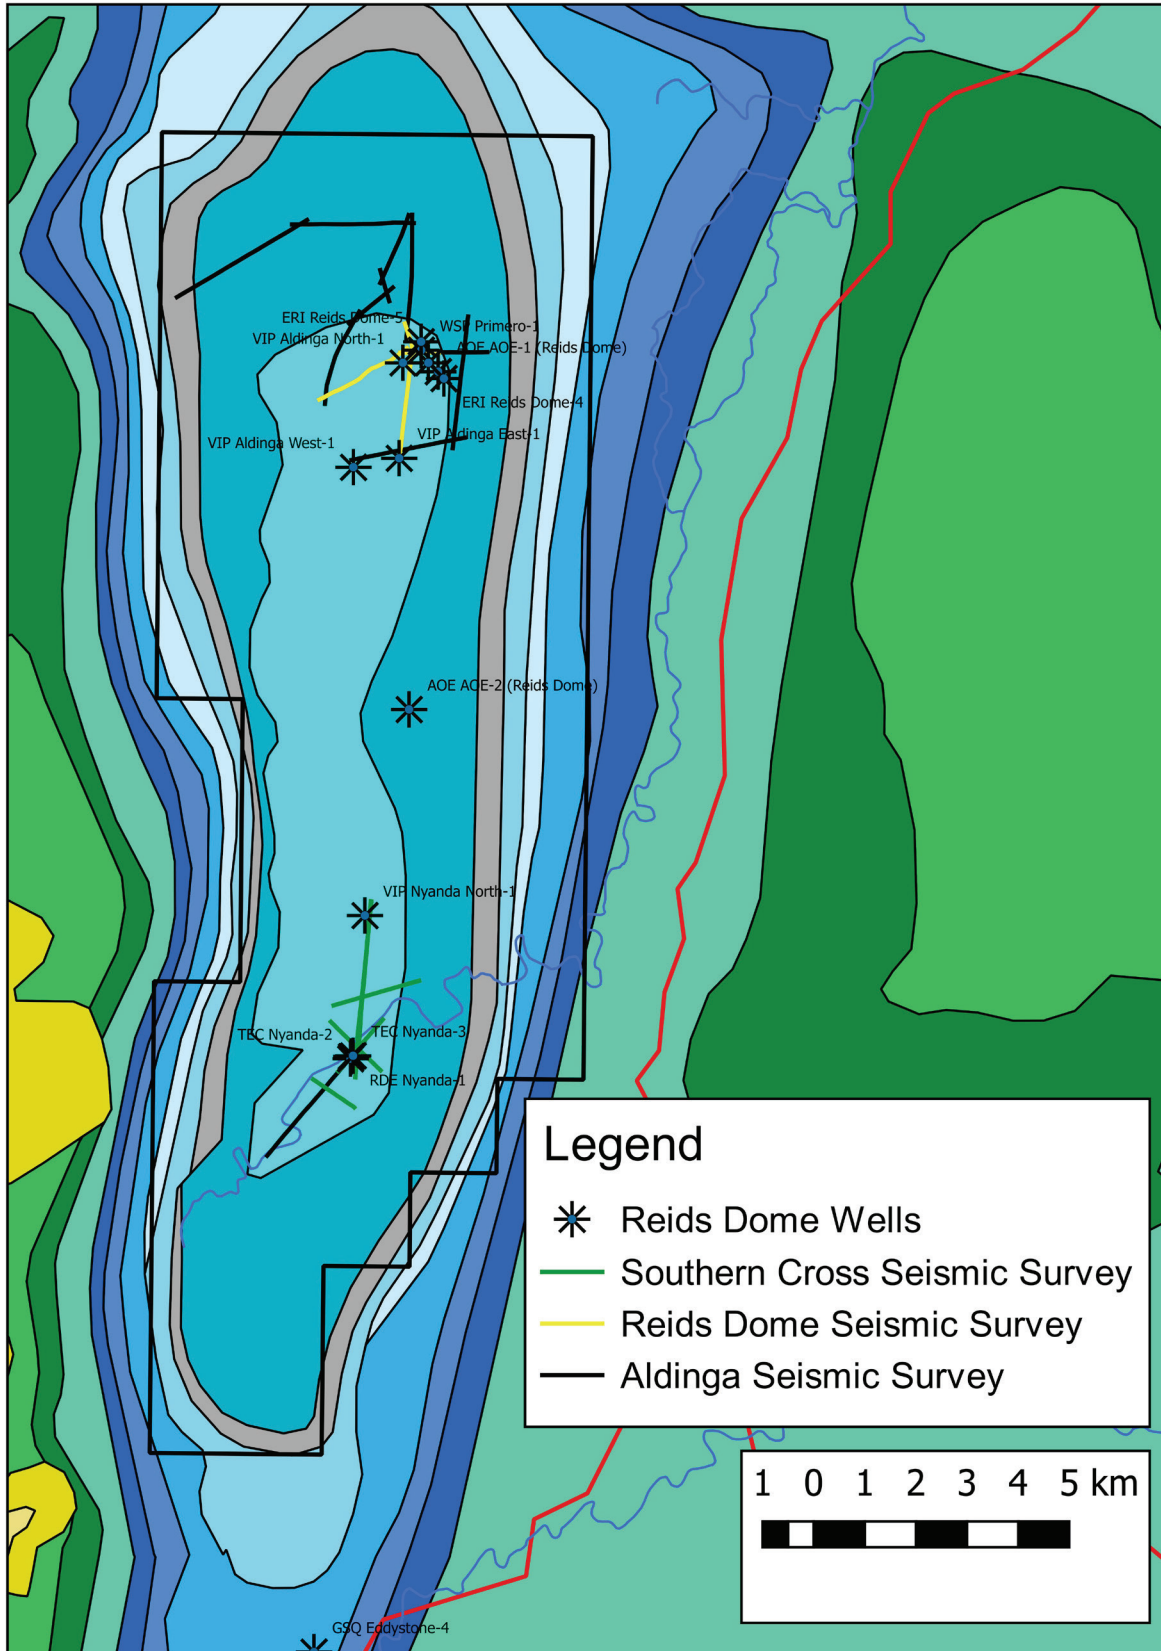 ERI Reids Dome-5
WSP Primero-1
VIP Aldinga North-1
AOE AOE-1 (Reids Dome)
ERI Reids Dome-4
VIP Aldinga East-1
VIP Aldinga West-1
AOE AOE-2 (Reids Dome)
VIP Nyanda North-1
TEC Nyanda-2
TEC Nyanda-3
RDE Nyanda-1
Legend
Reids Dome Wells
Southern Cross Seismic Survey
Reids Dome Seismic Survey
Aldinga Seismic Survey
1 0 1 2 3 4 5 km
GSQ Eddystone-4